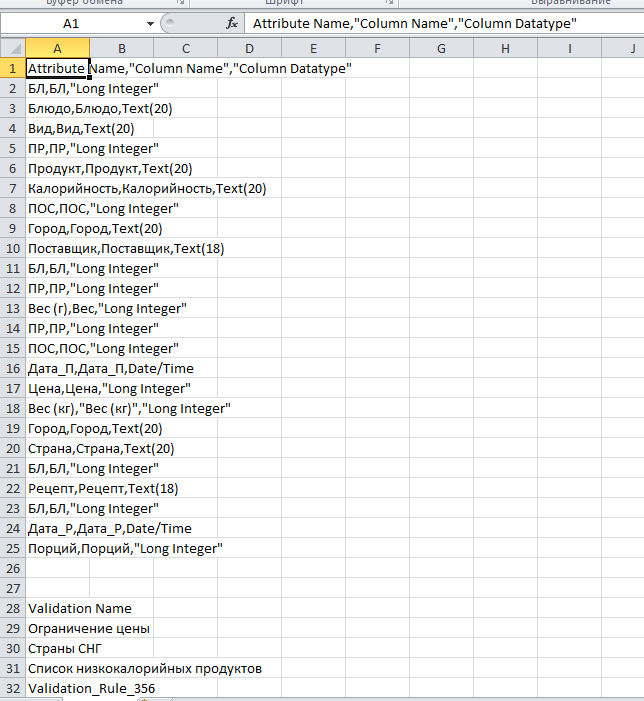 Буфер обмена Шрифт Выравнивание
A1 fx Attribute Name,"Column Name","Column Datatype"
A B C D E F G H I J
1 Attribute Name,"Column Name","Column Datatype"
2 БЛ,БЛ,"Long Integer"
3 Блюдо,Блюдо,Text(20)
4 Вид,Вид,Text(20)
5 ПР,ПР,"Long Integer"
6 Продукт,Продукт,Text(20)
7 Калорийность,Калорийность,Text(20)
8 ПОС,ПОС,"Long Integer"
9 Город,Город,Text(20)
10 Поставщик,Поставщик,Text(18)
11 БЛ,БЛ,"Long Integer"
12 ПР,ПР,"Long Integer"
13 Вес (г),Вес,"Long Integer"
14 ПР,ПР,"Long Integer"
15 ПОС,ПОС,"Long Integer"
16 Дата_П,Дата_П,Date/Time
17 Цена,Цена,"Long Integer"
18 Вес (кг),"Вес (кг)","Long Integer"
19 Город,Город,Text(20)
20 Страна,Страна,Text(20)
21 БЛ,БЛ,"Long Integer"
22 Рецепт,Рецепт,Text(18)
23 БЛ,БЛ,"Long Integer"
24 Дата_Р,Дата_Р,Date/Time
25 Порций,Порций,"Long Integer"
26
27
28 Validation Name
29 Ограничение цены
30 Страны СНГ
31 Список низкокалорийных продуктов
32 Validation_Rule_356